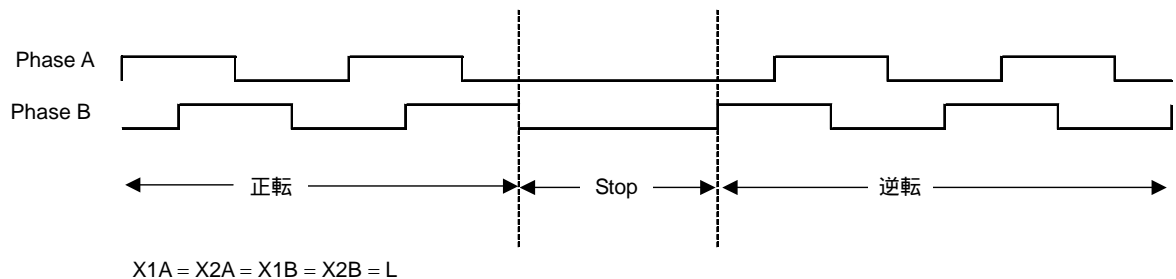 Phase A
Phase B
正転 Stop 逆転
X1A = X2A = X1B = X2B = L